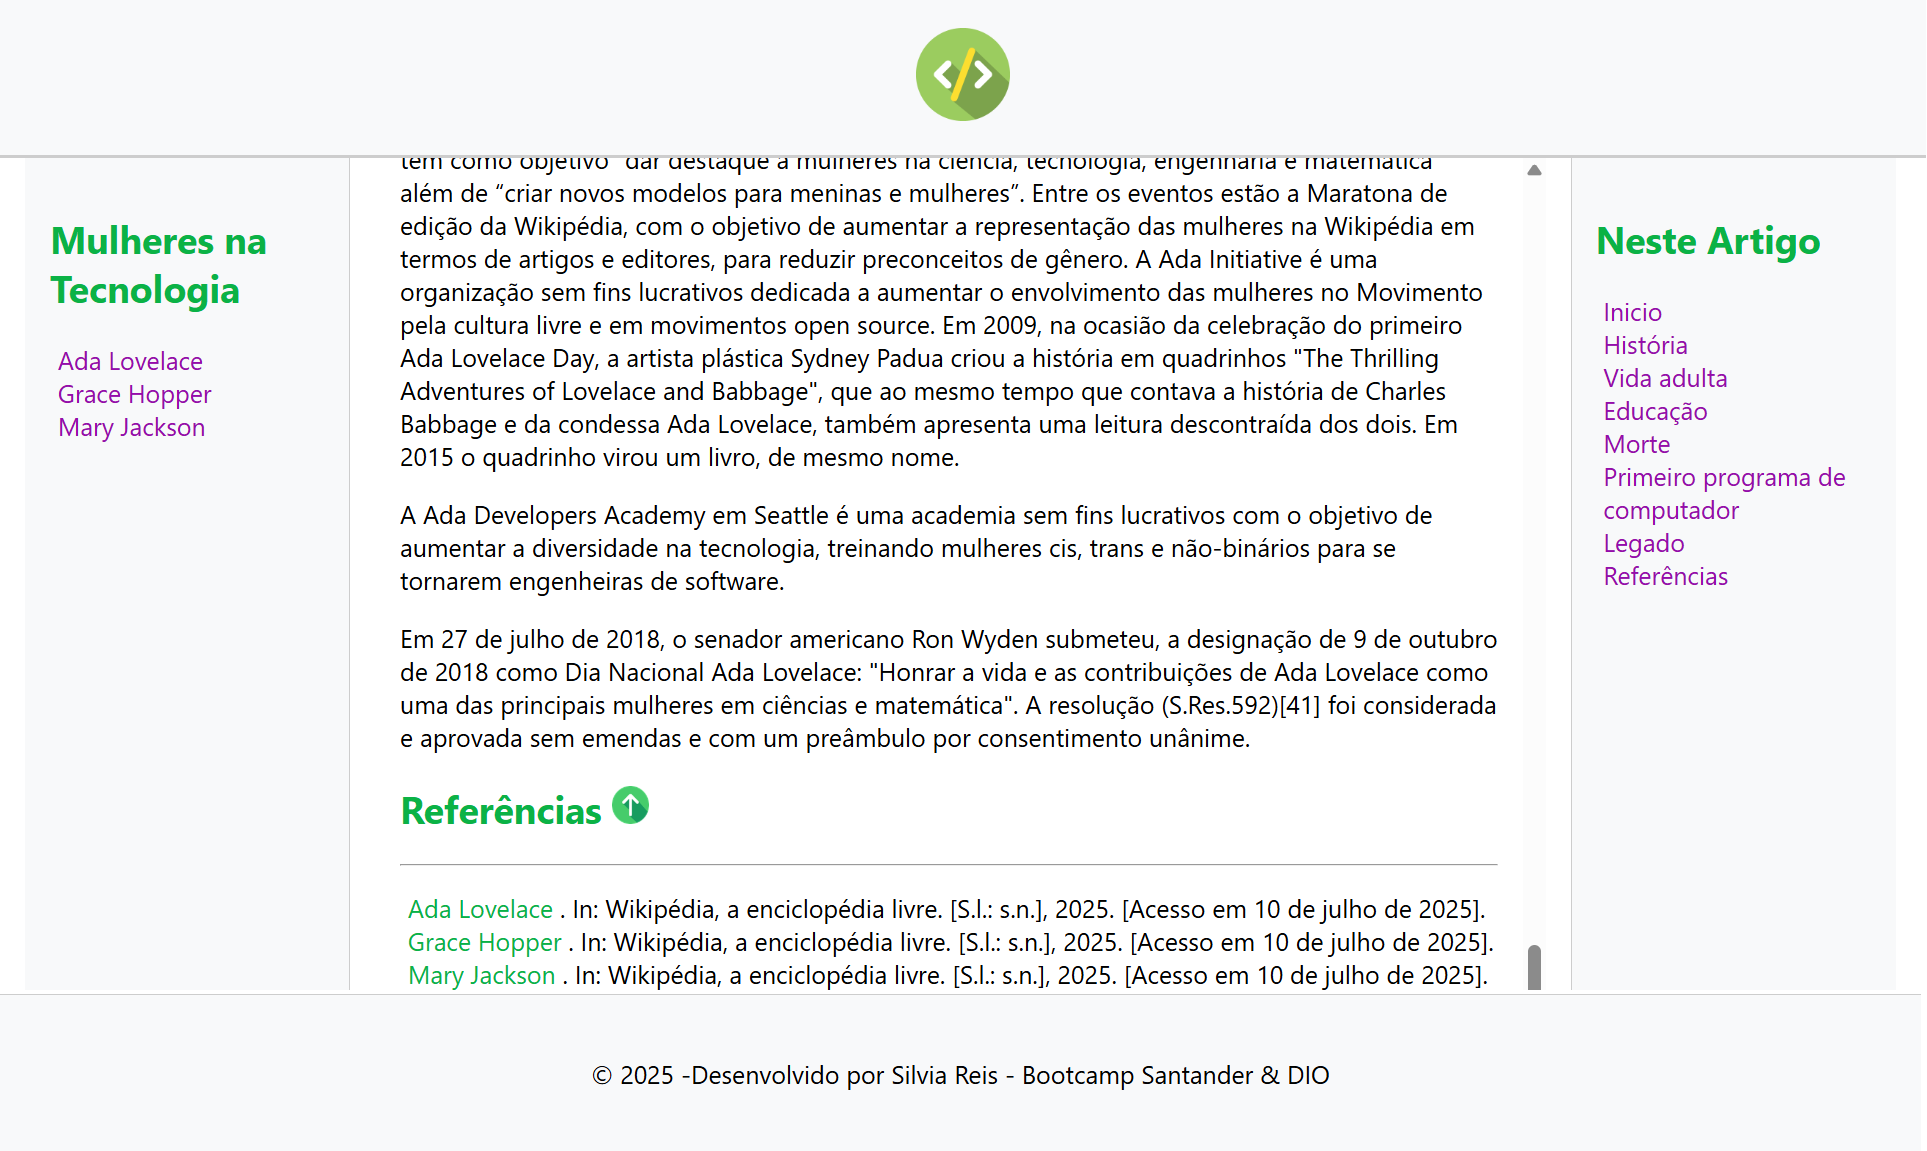 </>
Mulheres na
Tecnologia
Ada Lovelace
Grace Hopper
Mary Jackson
tem como objetivo "dar destaque a mulheres na ciência, tecnologia, engenharia e matemática
além de “criar novos modelos para meninas e mulheres”. Entre os eventos estão a Maratona de
edição da Wikipédia, com o objetivo de aumentar a representação das mulheres na Wikipédia em
termos de artigos e editores, para reduzir preconceitos de gênero. A Ada Initiative é uma
organização sem fins lucrativos dedicada a aumentar o envolvimento das mulheres no Movimento
pela cultura livre e em movimentos open source. Em 2009, na ocasião da celebração do primeiro
Ada Lovelace Day, a artista plástica Sydney Padua criou a história em quadrinhos "The Thrilling
Adventures of Lovelace and Babbage", que ao mesmo tempo que contava a história de Charles
Babbage e da condessa Ada Lovelace, também apresenta uma leitura descontraída dos dois. Em
2015 o quadrinho virou um livro, de mesmo nome.
A Ada Developers Academy em Seattle é uma academia sem fins lucrativos com o objetivo de
aumentar a diversidade na tecnologia, treinando mulheres cis, trans e não-binários para se
tornarem engenheiras de software.
Em 27 de julho de 2018, o senador americano Ron Wyden submeteu, a designação de 9 de outubro
de 2018 como Dia Nacional Ada Lovelace: "Honrar a vida e as contribuições de Ada Lovelace como
uma das principais mulheres em ciências e matemática". A resolução (S.Res.592)[41] foi considerada
e aprovada sem emendas e com um preâmbulo por consentimento unânime.
Referências
Ada Lovelace . In: Wikipédia, a enciclopédia livre. [S.l.: s.n.], 2025. [Acesso em 10 de julho de 2025].
Grace Hopper . In: Wikipédia, a enciclopédia livre. [S.l.: s.n.], 2025. [Acesso em 10 de julho de 2025].
Mary Jackson . In: Wikipédia, a enciclopédia livre. [S.l.: s.n.], 2025. [Acesso em 10 de julho de 2025].
Neste Artigo
Inicio
História
Vida adulta
Educação
Morte
Primeiro programa de
computador
Legado
Referências
© 2025 -Desenvolvido por Silvia Reis - Bootcamp Santander & DIO